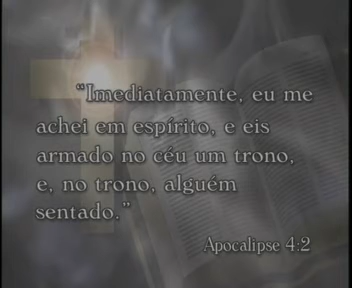 “Imediatamente, eu me
achei em espírito, e eis
armado no céu um trono,
e, no trono, alguém
sentado.”
Apocalipse 4:2